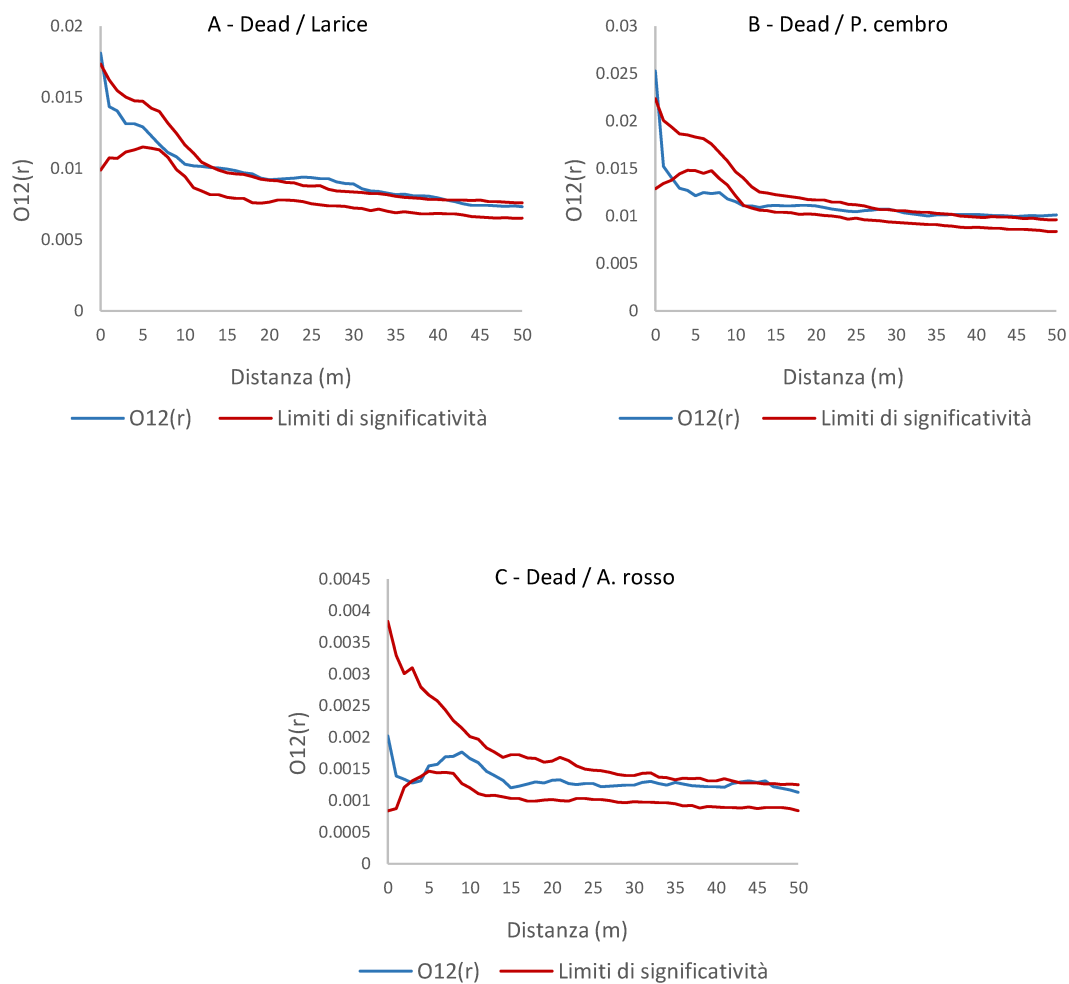 A - Dead / Larice
0.02
0.015
0.01
0.005
0
O12(r)
0 5 10 15 20 25 30 35 40 45 50
Distanza (m)
O12(r) Limiti di significatività
B - Dead / P. cembro
0.03
0.025
0.02
0.015
0.01
0.005
0
O12(r)
0 5 10 15 20 25 30 35 40 45 50
Distanza (m)
O12(r) Limiti di significatività
C - Dead / A. rosso
0.0045
0.004
0.0035
0.003
0.0025
0.002
0.0015
0.001
0.0005
0
O12(r)
0 5 10 15 20 25 30 35 40 45 50
Distanza (m)
O12(r) Limiti di significatività